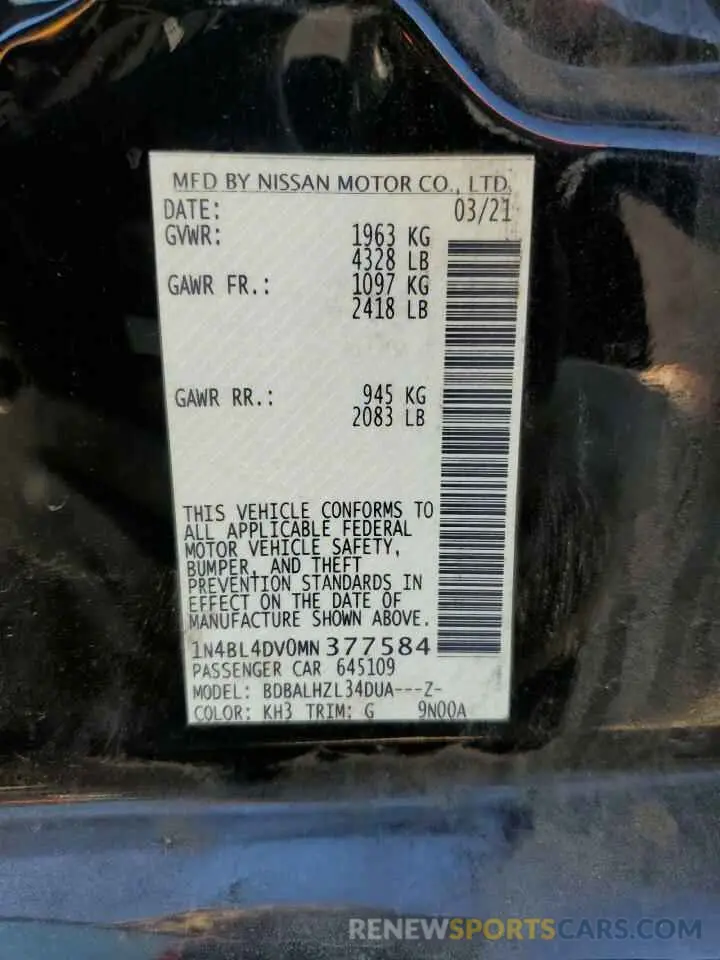 MFD BY NISSAN MOTOR CO., LTD.
DATE: 03/21
GVWR: 1963 KG
4328 LB
GAWR FR.: 1097 KG
2418 LB
GAWR RR.: 945 KG
2083 LB
THIS VEHICLE CONFORMS TO
ALL APPLICABLE FEDERAL
MOTOR VEHICLE SAFETY,
BUMPER, AND THEFT
PREVENTION STANDARDS IN
EFFECT ON THE DATE OF
MANUFACTURE SHOWN ABOVE.
1N4BL4DV0MN 377584
PASSENGER CAR 645109
MODEL: BDBALHZL34DUA---Z-
COLOR: KH3 TRIM: G 9N00A
RENEWSPORTSCARS.COM